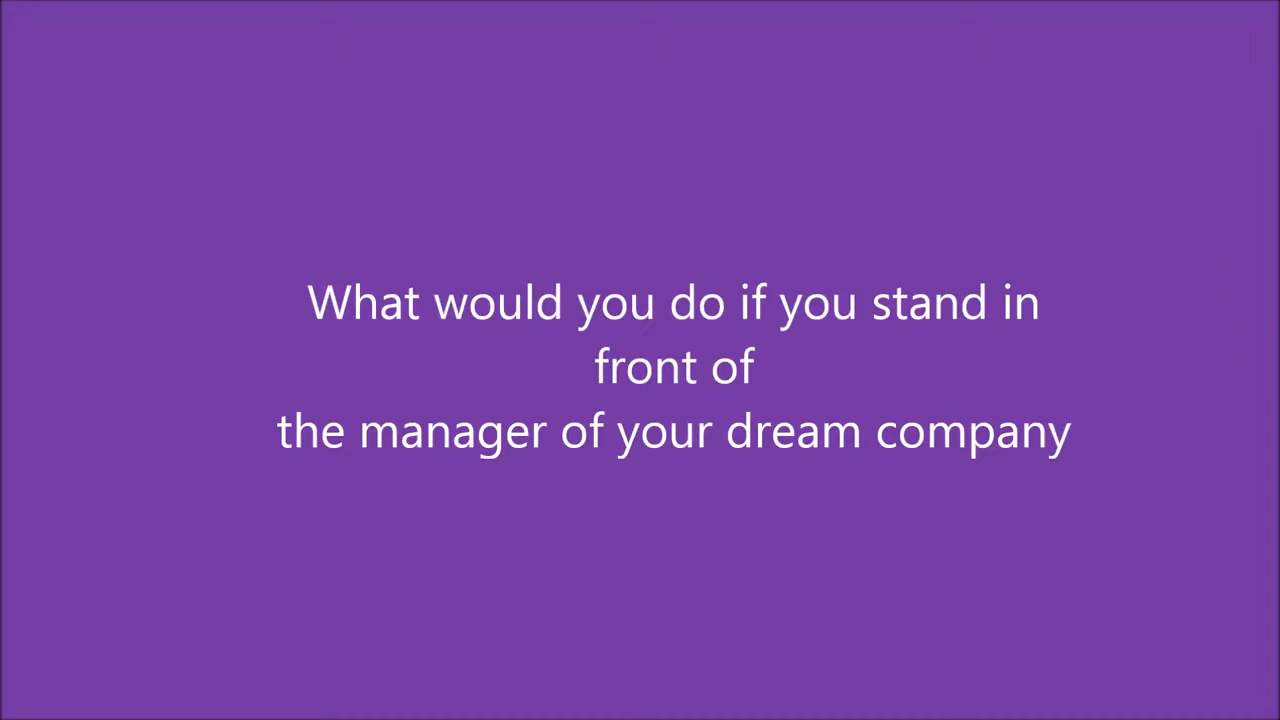 What would you do if you stand in
front of
the manager of your dream company